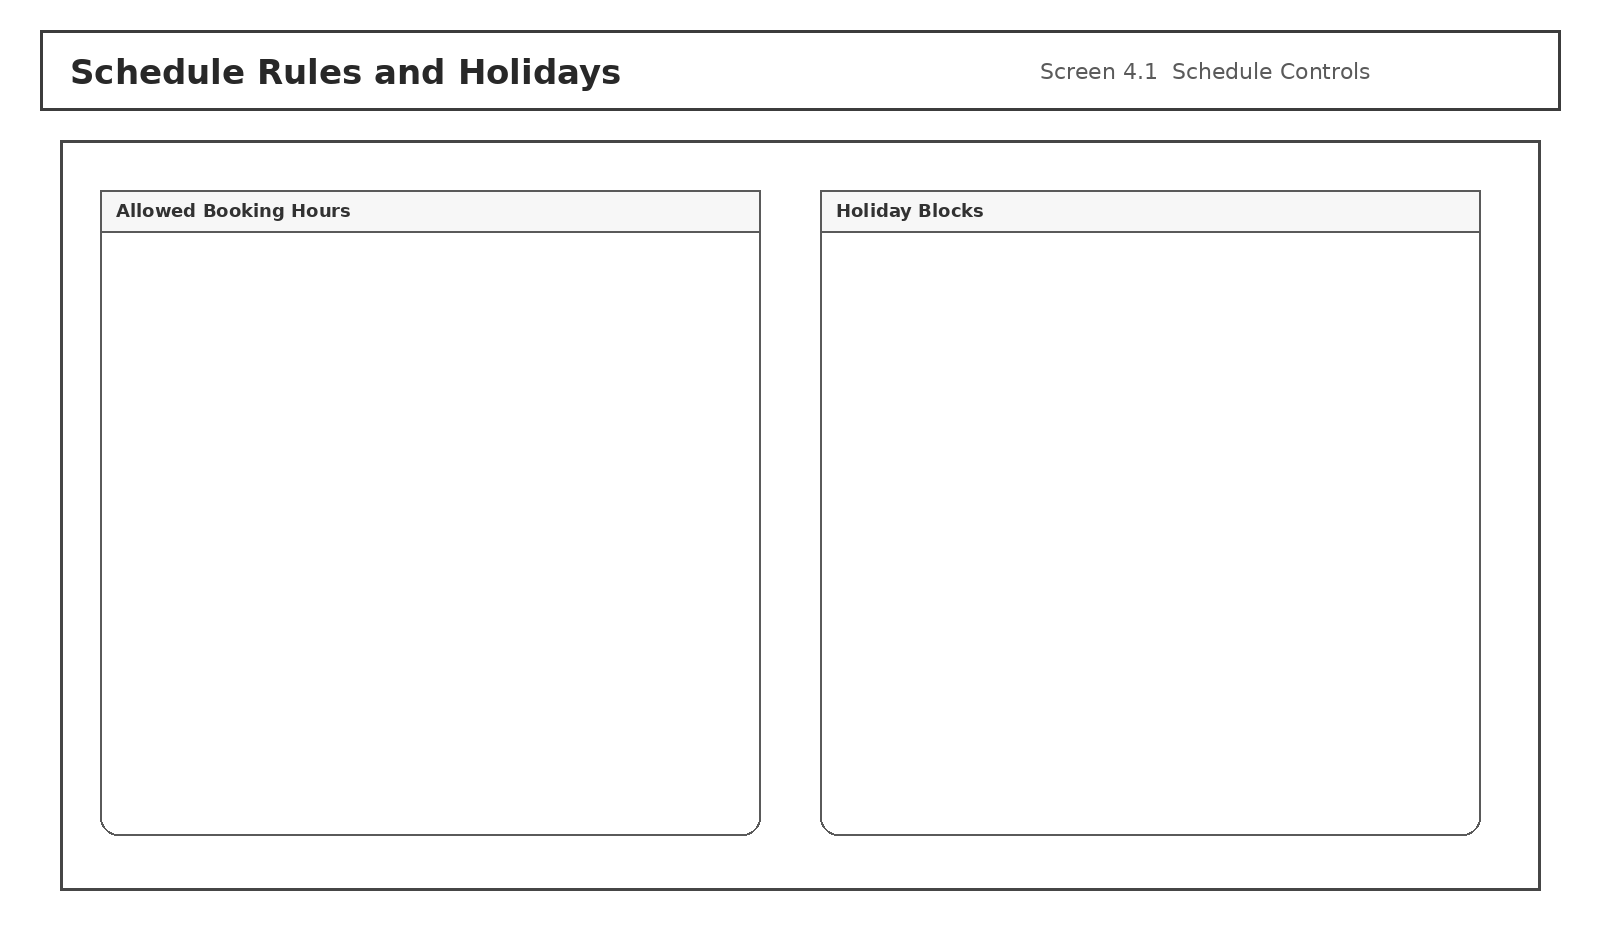 Schedule Rules and Holidays
Screen 4.1  Schedule Controls
Allowed Booking Hours
Holiday Blocks